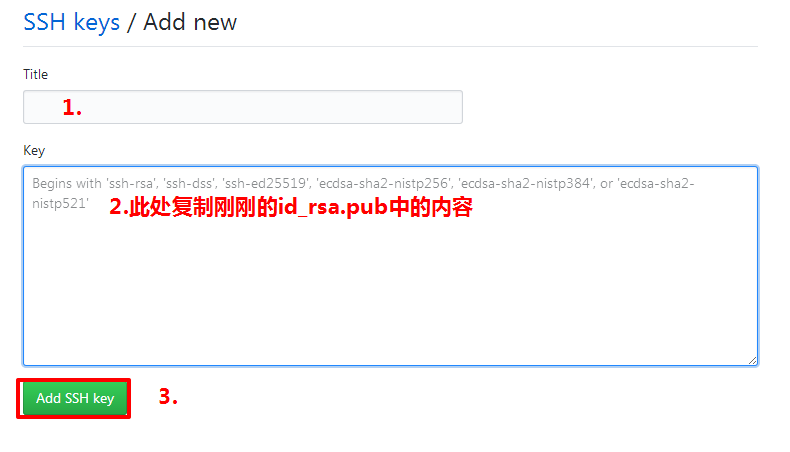 SSH keys / Add new
Title
1.
Key
Begins with 'ssh-rsa', 'ssh-dss', 'ssh-ed25519', 'ecdsa-sha2-nistp256', 'ecdsa-sha2-nistp384', or 'ecdsa-sha2-
nistp521'
2.此处复制刚刚的id_rsa.pub中的内容
Add SSH key
3.